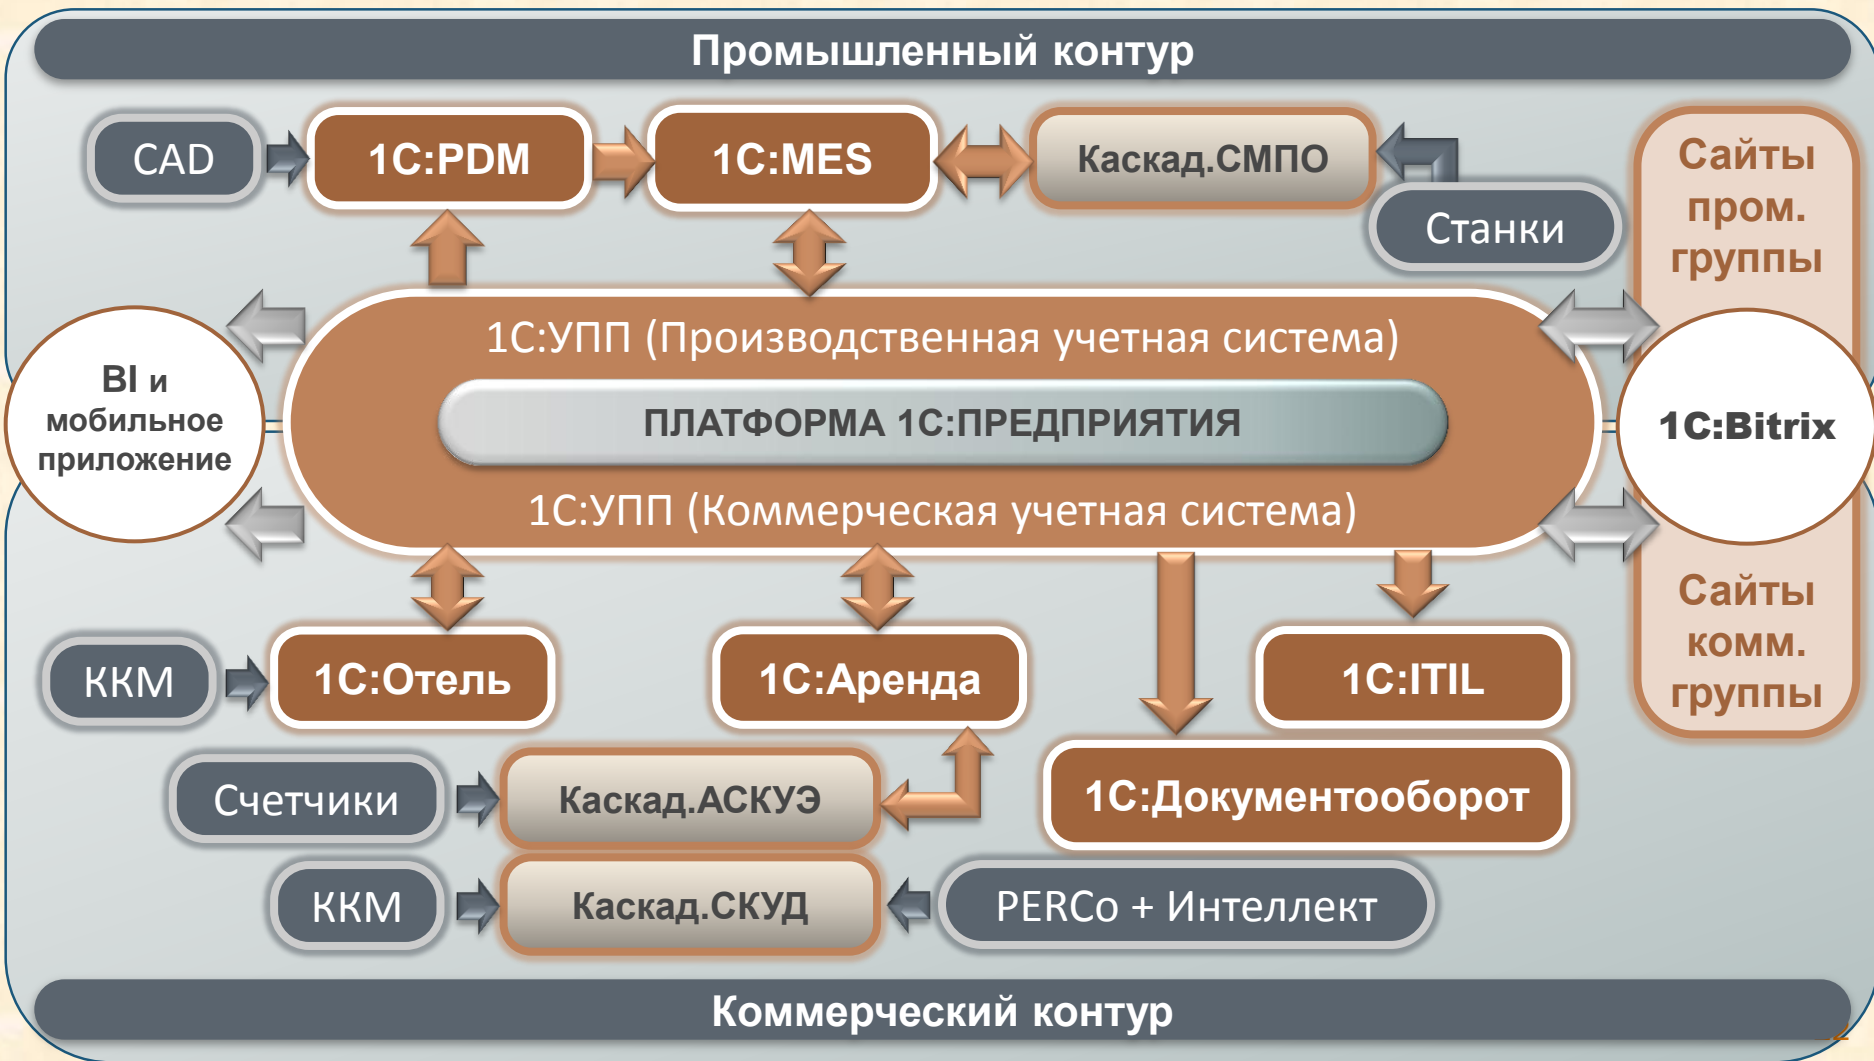 Промышленный контур
CAD
1С:PDM
1С:MES
Каскад.СМПО
Станки
Сайты
пром.
группы
1С:УПП (Производственная учетная система)
BI и
мобильное
приложение
ПЛАТФОРМА 1С:ПРЕДПРИЯТИЯ
1С:Bitrix
1С:УПП (Коммерческая учетная система)
Сайты
комм.
группы
ККМ
1С:Отель
1С:Аренда
1С:ITIL
Счетчики
Каскад.АСКУЭ
1С:Документооборот
ККМ
Каскад.СКУД
PERCo + Интеллект
Коммерческий контур
2